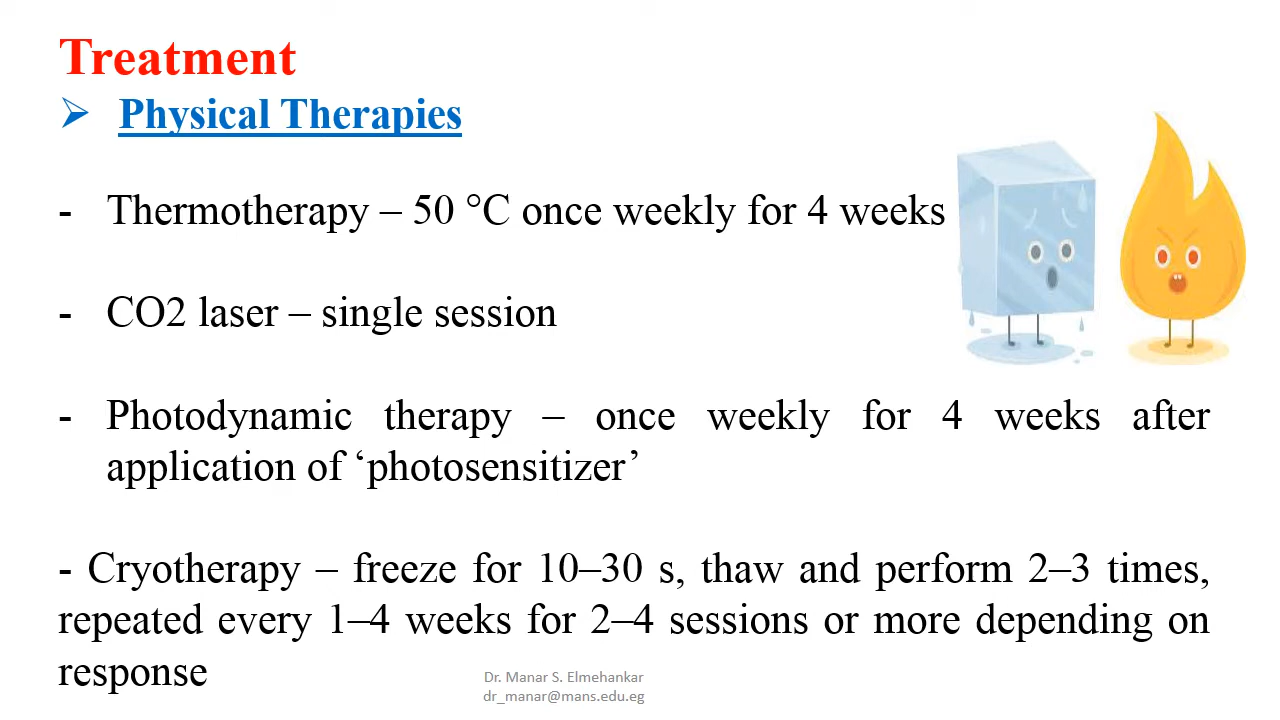 Treatment
➢ Physical Therapies
- Thermotherapy – 50 °C once weekly for 4 weeks
- CO2 laser – single session
- Photodynamic therapy – once weekly for 4 weeks after
application of ‘photosensitizer’
- Cryotherapy – freeze for 10–30 s, thaw and perform 2–3 times,
repeated every 1–4 weeks for 2–4 sessions or more depending on
response
Dr. Manar S. Elmehankar
dr_manar@mans.edu.eg